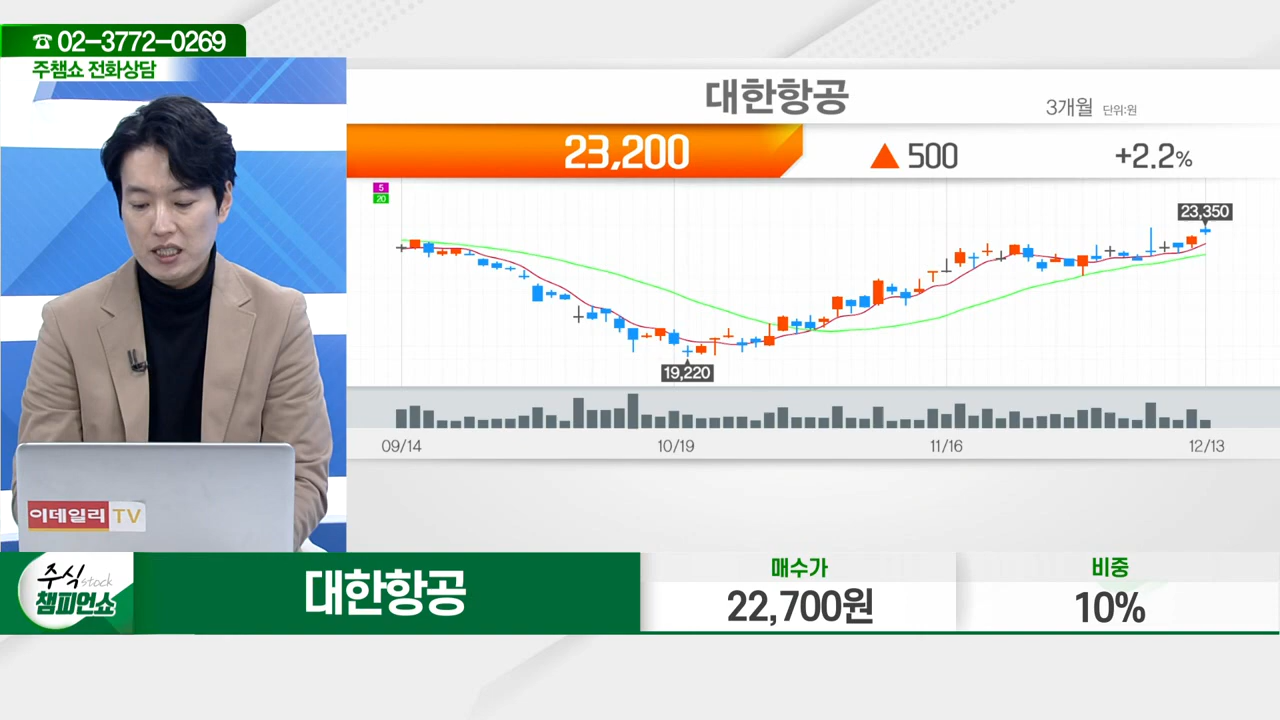 ☎ 02-3772-0269
주챔쇼 전화상담
대한항공
3개월 단위:원
23,200 ▲ 500 +2.2%
5
20
23,350
19,220
09/14 10/19 11/16 12/13
이데일리 TV
주식 stock
챔피언쇼
대한항공
매수가
22,700원
비중
10%